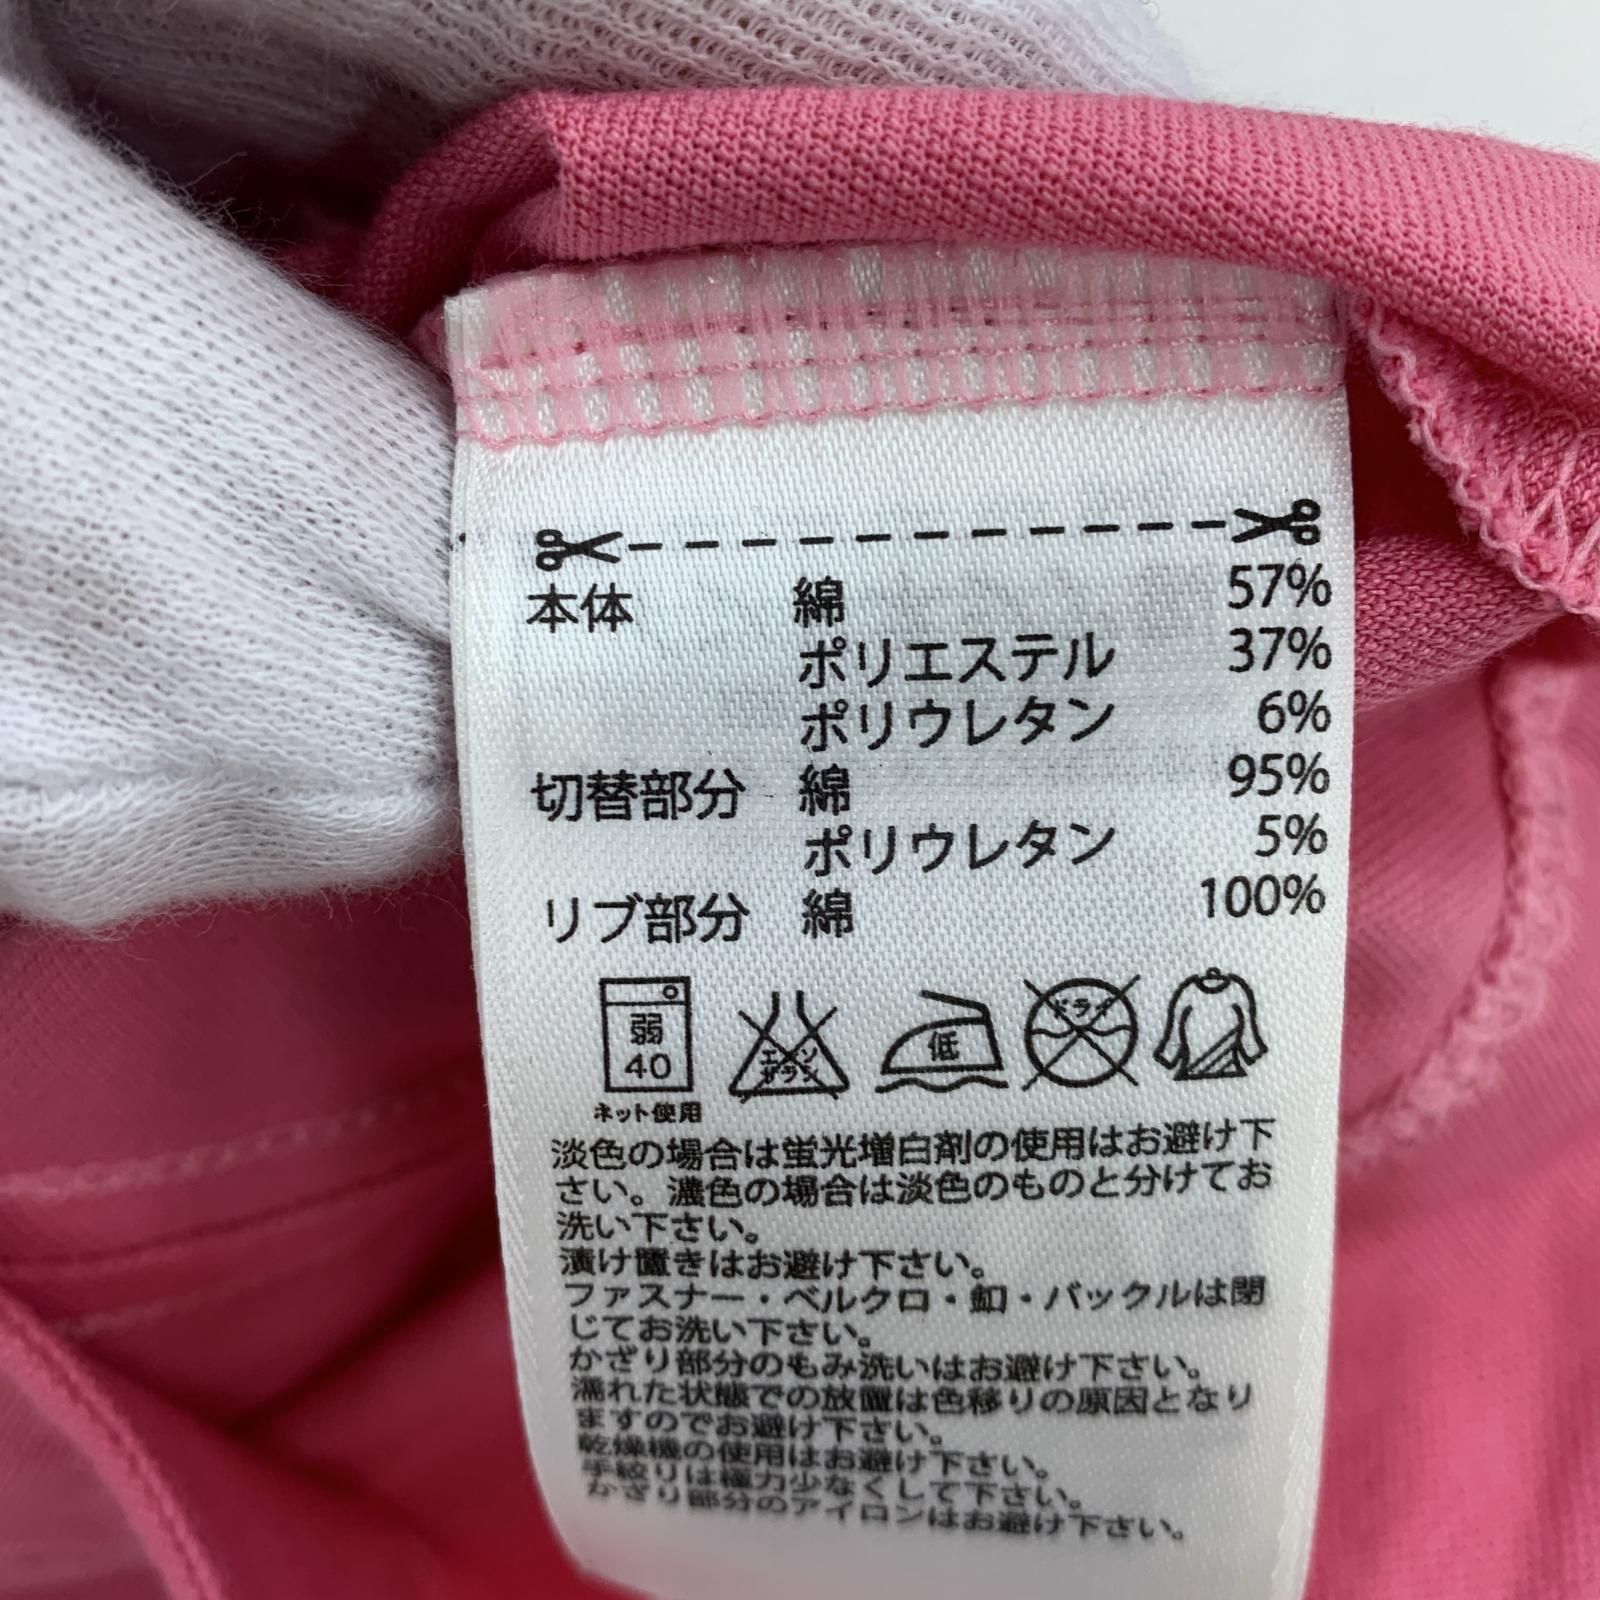 本体 綿 57%
ポリエステル 37%
ポリウレタン 6%
切替部分 綿 95%
ポリウレタン 5%
リブ部分 綿 100%
弱 エンソ 低 ドライ
40 サラシ
ネット使用
淡色の場合は蛍光増白剤の使用はお避け下
さい。濃色の場合は淡色のものと分けてお
洗い下さい。
漬け置きはお避け下さい。
ファスナー・ベルクロ・釦・バックルは閉
じてお洗い下さい。
かざり部分のもみ洗いはお避け下さい。
濡れた状態での放置は色移りの原因となり
ますのでお避け下さい。
乾燥機の使用はお避け下さい。
手絞りは極力少なくして下さい。
かざり部分のアイロンはお避け下さい。